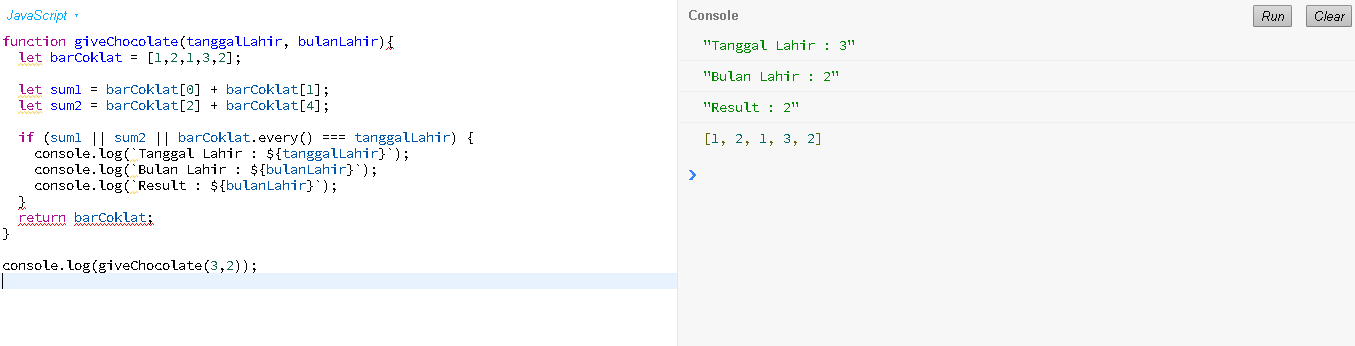 JavaScript ▾
function giveChocolate(tanggalLahir, bulanLahir){
  let barCoklat = [1,2,1,3,2];
  let sum1 = barCoklat[0] + barCoklat[1];
  let sum2 = barCoklat[2] + barCoklat[4];
  if (sum1 || sum2 || barCoklat.every() === tanggalLahir) {
    console.log(`Tanggal Lahir : ${tanggalLahir}`);
    console.log(`Bulan Lahir : ${bulanLahir}`);
    console.log(`Result : ${bulanLahir}`);
  }
  return barCoklat;
}
console.log(giveChocolate(3,2));
Console
Run
Clear
"Tanggal Lahir : 3"
"Bulan Lahir : 2"
"Result : 2"
[1, 2, 1, 3, 2]